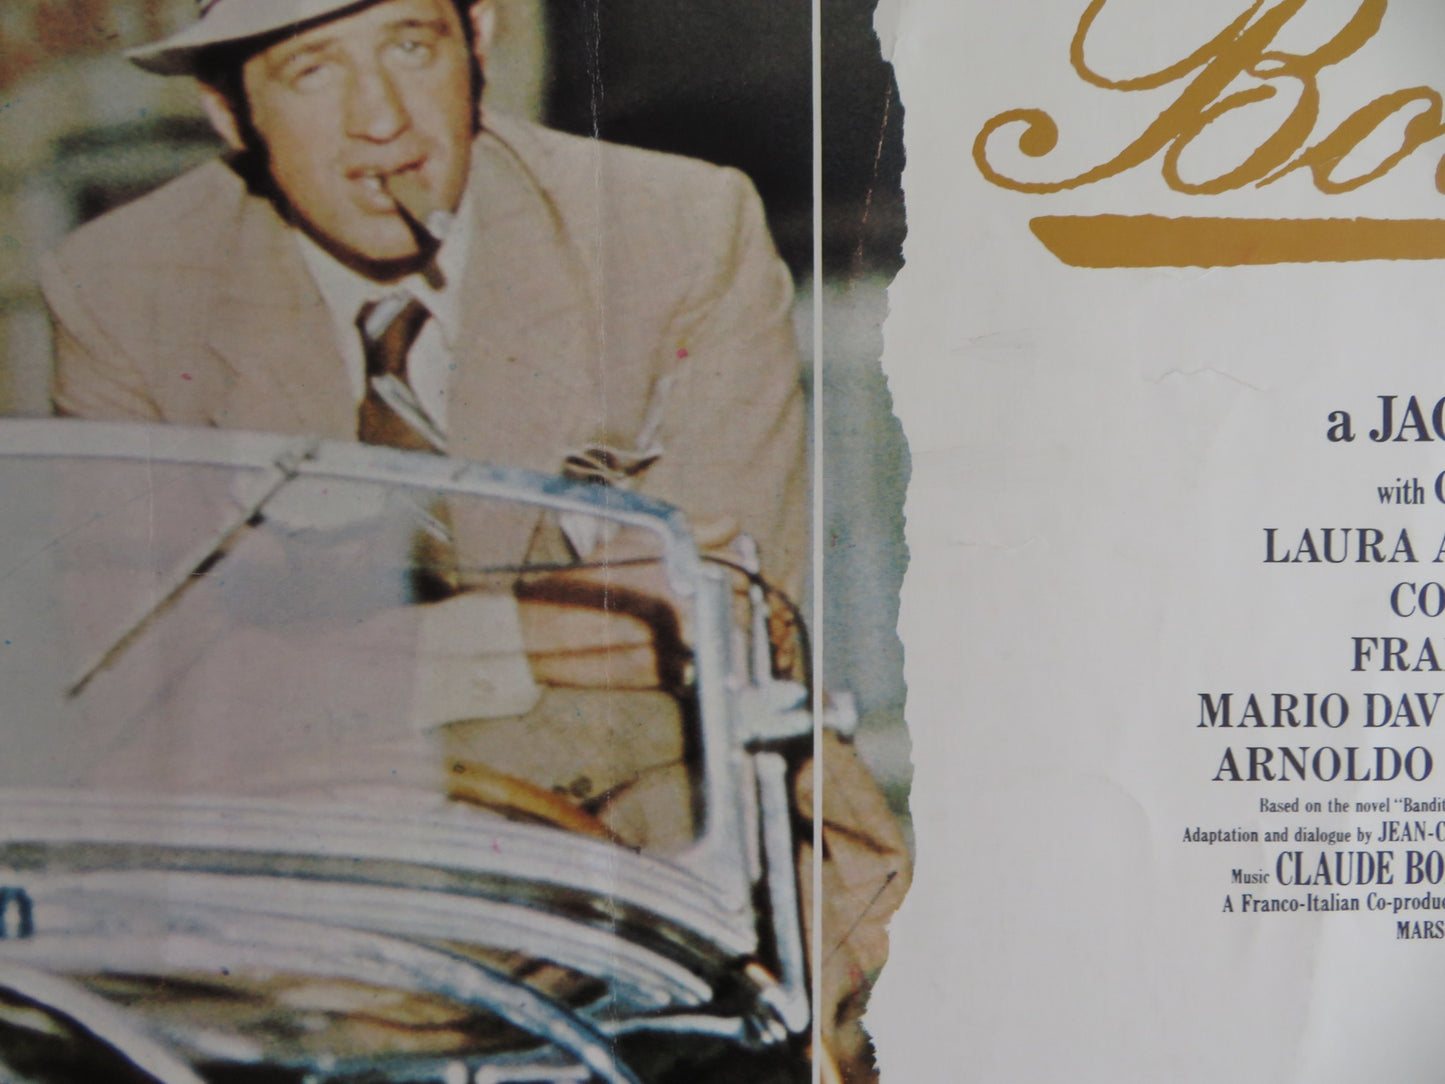 Bo
a JAC
with
LAURA A
CO
FRA
MARIO DAV
ARNOLDO
Based on the novel "Bandit
Adaptation and dialogue by JEAN-C
Music CLAUDE BO
A Franco-Italian Co-produc
MARS